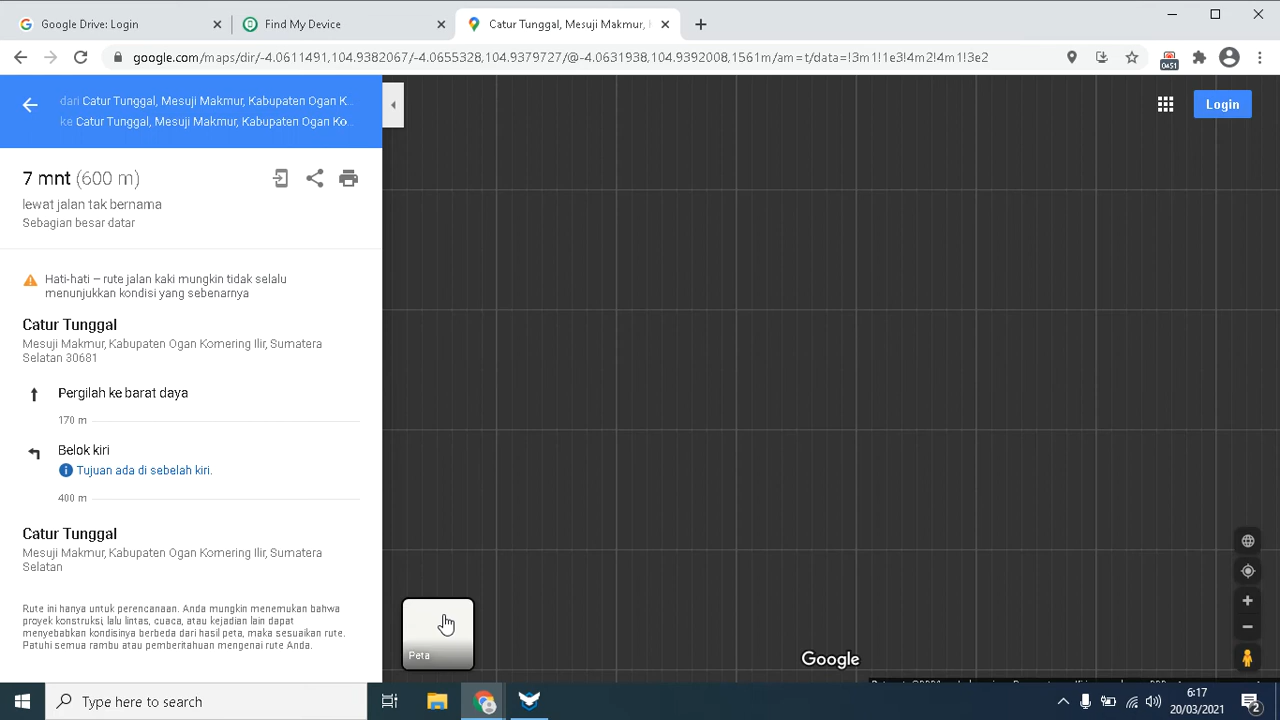 Google Drive: Login
Find My Device
Catur Tunggal, Mesuji Makmur,
google.com/maps/dir/-4.0611491,104.9382067/-4.0655328,104.9379727/@-4.0631938,104.9392008,1561m/am=t/data=!3m1!1e3!4m2!4m1!3e2
0451
dari Catur Tunggal, Mesuji Makmur, Kabupaten Ogan K...
ke Catur Tunggal, Mesuji Makmur, Kabupaten Ogan Ko...
Login
7 mnt (600 m)
lewat jalan tak bernama
Sebagian besar datar
Hati-hati – rute jalan kaki mungkin tidak selalu
menunjukkan kondisi yang sebenarnya
Catur Tunggal
Mesuji Makmur, Kabupaten Ogan Komering Ilir, Sumatera
Selatan 30681
Pergilah ke barat daya
170 m
Belok kiri
Tujuan ada di sebelah kiri.
400 m
Catur Tunggal
Mesuji Makmur, Kabupaten Ogan Komering Ilir, Sumatera
Selatan
Rute ini hanya untuk perencanaan. Anda mungkin menemukan bahwa
proyek konstruksi, lalu lintas, cuaca, atau kejadian lain dapat
menyebabkan kondisinya berbeda dari hasil peta, maka sesuaikan rute.
Patuhi semua rambu atau pemberitahuan mengenai rute Anda.
Peta
Google
Type here to search
6:17
20/03/2021
2